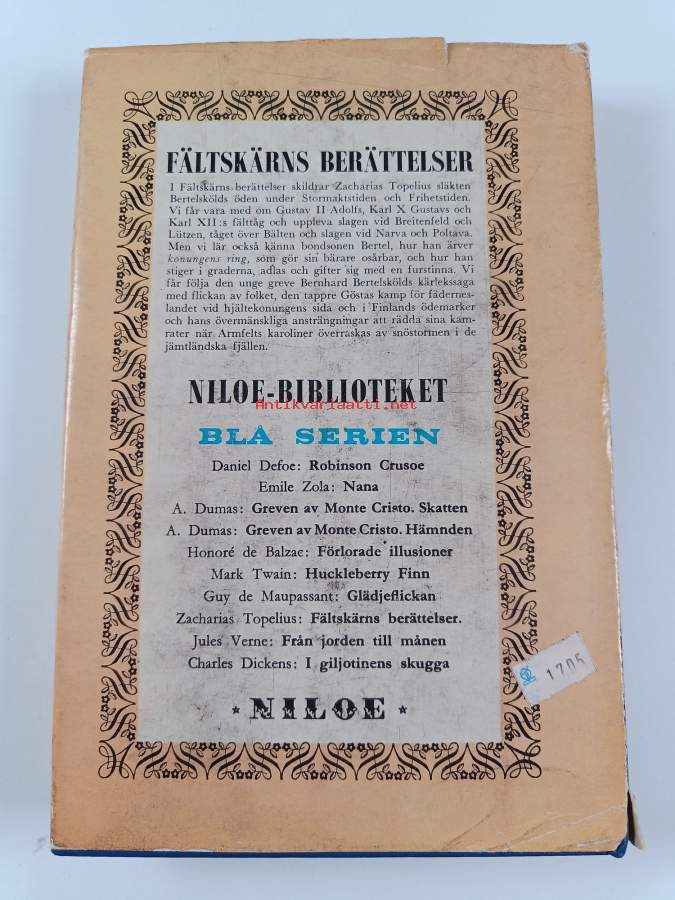 FÄLTSKÄRNS BERÄTTELSER
I Fältskärns berättelser skildrar Zacharias Topelius släkten
Bertelskölds öden under Stormaktstiden och Frihetstiden.
Vi får vara med om Gustav II Adolfs, Karl X Gustavs och
Karl XII:s fälttåg och uppleva slagen vid Breitenfeld och
Lützen, tåget över Bälten och slagen vid Narva och Poltava.
Men vi lär också känna bondsonen Bertel, hur han ärver
konungens ring, som gör sin bärare osårbar, och hur han
stiger i graderna, adlas och gifter sig med en furstinna. Vi
får följa den unge greve Bernhard Bertelskölds kärlekssaga
med flickan av folket, den tappre Göstas kamp för fädernes-
landet vid hjältekonungens sida och i Finlands ödemarker
och hans övermänskliga ansträngningar att rädda sina kam-
rater när Armfelts karoliner överraskas av snöstormen i de
jämtländska fjällen.
NILOE-BIBLIOTEKET
Antikvariaatti.net
BLÅ SERIEN
Daniel Defoe: Robinson Crusoe
Emile Zola: Nana
A. Dumas: Greven av Monte Cristo. Skatten
A. Dumas: Greven av Monte Cristo. Hämnden
Honoré de Balzac: Förlorade illusioner
Mark Twain: Huckleberry Finn
Guy de Maupassant: Glädjeflickan
Zacharias Topelius: Fältskärns berättelser.
Jules Verne: Från jorden till månen
Charles Dickens: I giljotinens skugga
1705
* NILOE *